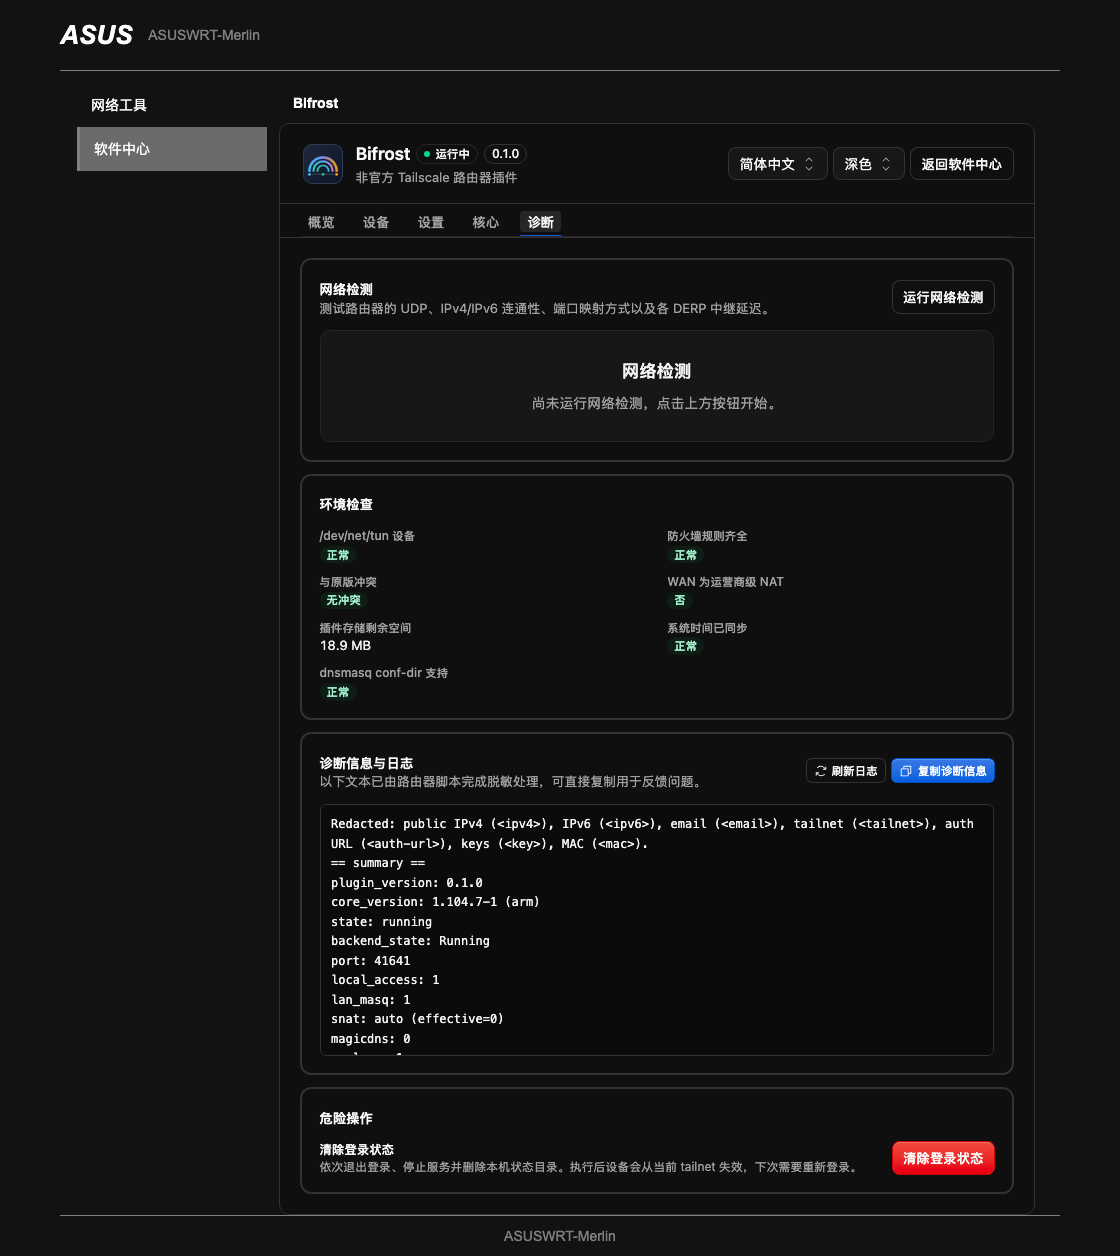 ASUS ASUSWRT-Merlin
网络工具
软件中心
Bifrost
Bifrost 运行中 0.1.0
非官方 Tailscale 路由器插件
简体中文 深色 返回软件中心
概览 设备 设置 核心 诊断
网络检测
测试路由器的 UDP、IPv4/IPv6 连通性、端口映射方式以及各 DERP 中继延迟。
运行网络检测
网络检测
尚未运行网络检测，点击上方按钮开始。
环境检查
/dev/net/tun 设备
正常
防火墙规则齐全
正常
与原版冲突
无冲突
WAN 为运营商级 NAT
否
插件存储剩余空间
18.9 MB
系统时间已同步
正常
dnsmasq conf-dir 支持
正常
诊断信息与日志
以下文本已由路由器脚本完成脱敏处理，可直接复制用于反馈问题。
刷新日志 复制诊断信息
Redacted: public IPv4 (<ipv4>), IPv6 (<ipv6>), email (<email>), tailnet (<tailnet>), auth
URL (<auth-url>), keys (<key>), MAC (<mac>).
== summary ==
plugin_version: 0.1.0
core_version: 1.104.7-1 (arm)
state: running
backend_state: Running
port: 41641
local_access: 1
lan_masq: 1
snat: auto (effective=0)
magicdns: 0
危险操作
清除登录状态
依次退出登录、停止服务并删除本机状态目录。执行后设备会从当前 tailnet 失效，下次需要重新登录。
清除登录状态
ASUSWRT-Merlin